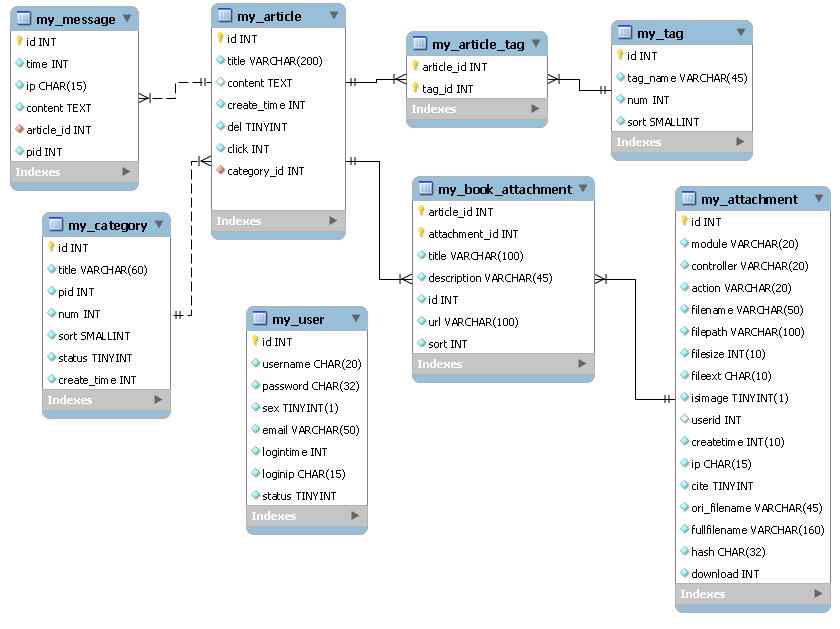 my_message
id INT
time INT
ip CHAR(15)
content TEXT
article_id INT
pid INT
Indexes
my_article
id INT
title VARCHAR(200)
content TEXT
create_time INT
del TINYINT
click INT
category_id INT
Indexes
my_article_tag
article_id INT
tag_id INT
Indexes
my_tag
id INT
tag_name VARCHAR(45)
num INT
sort SMALLINT
Indexes
my_category
id INT
title VARCHAR(60)
pid INT
num INT
sort SMALLINT
status TINYINT
create_time INT
Indexes
my_user
id INT
username CHAR(20)
password CHAR(32)
sex TINYINT(1)
email VARCHAR(50)
logintime INT
loginip CHAR(15)
status TINYINT
Indexes
my_book_attachment
article_id INT
attachment_id INT
title VARCHAR(100)
description VARCHAR(45)
id INT
url VARCHAR(100)
sort INT
Indexes
my_attachment
id INT
module VARCHAR(20)
controller VARCHAR(20)
action VARCHAR(20)
filename VARCHAR(50)
filepath VARCHAR(100)
filesize INT(10)
fileext CHAR(10)
isimage TINYINT(1)
userid INT
createtime INT(10)
ip CHAR(15)
cite TINYINT
ori_filename VARCHAR(45)
fullfilename VARCHAR(160)
hash CHAR(32)
download INT
Indexes